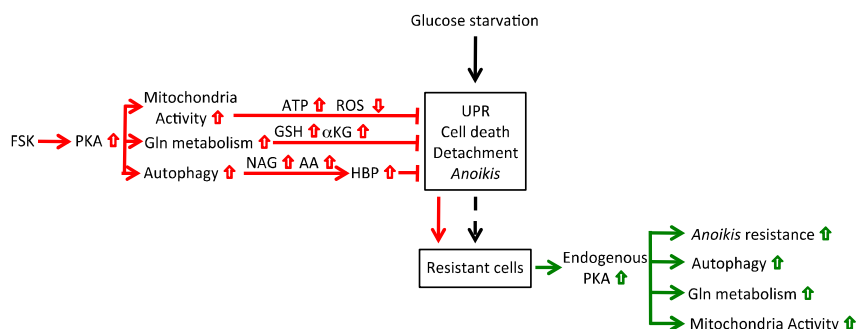 Glucose starvation
Mitochondria
Activity ⇧
ATP ⇧ ROS ⇩
FSK
PKA ⇧
Gln metabolism ⇧
GSH ⇧ αKG ⇧
Autophagy ⇧
NAG ⇧ AA ⇧
HBP ⇧
UPR
Cell death
Detachment
Anoikis
Resistant cells
Endogenous
PKA ⇧
Anoikis resistance ⇧
Autophagy ⇧
Gln metabolism ⇧
Mitochondria Activity ⇧